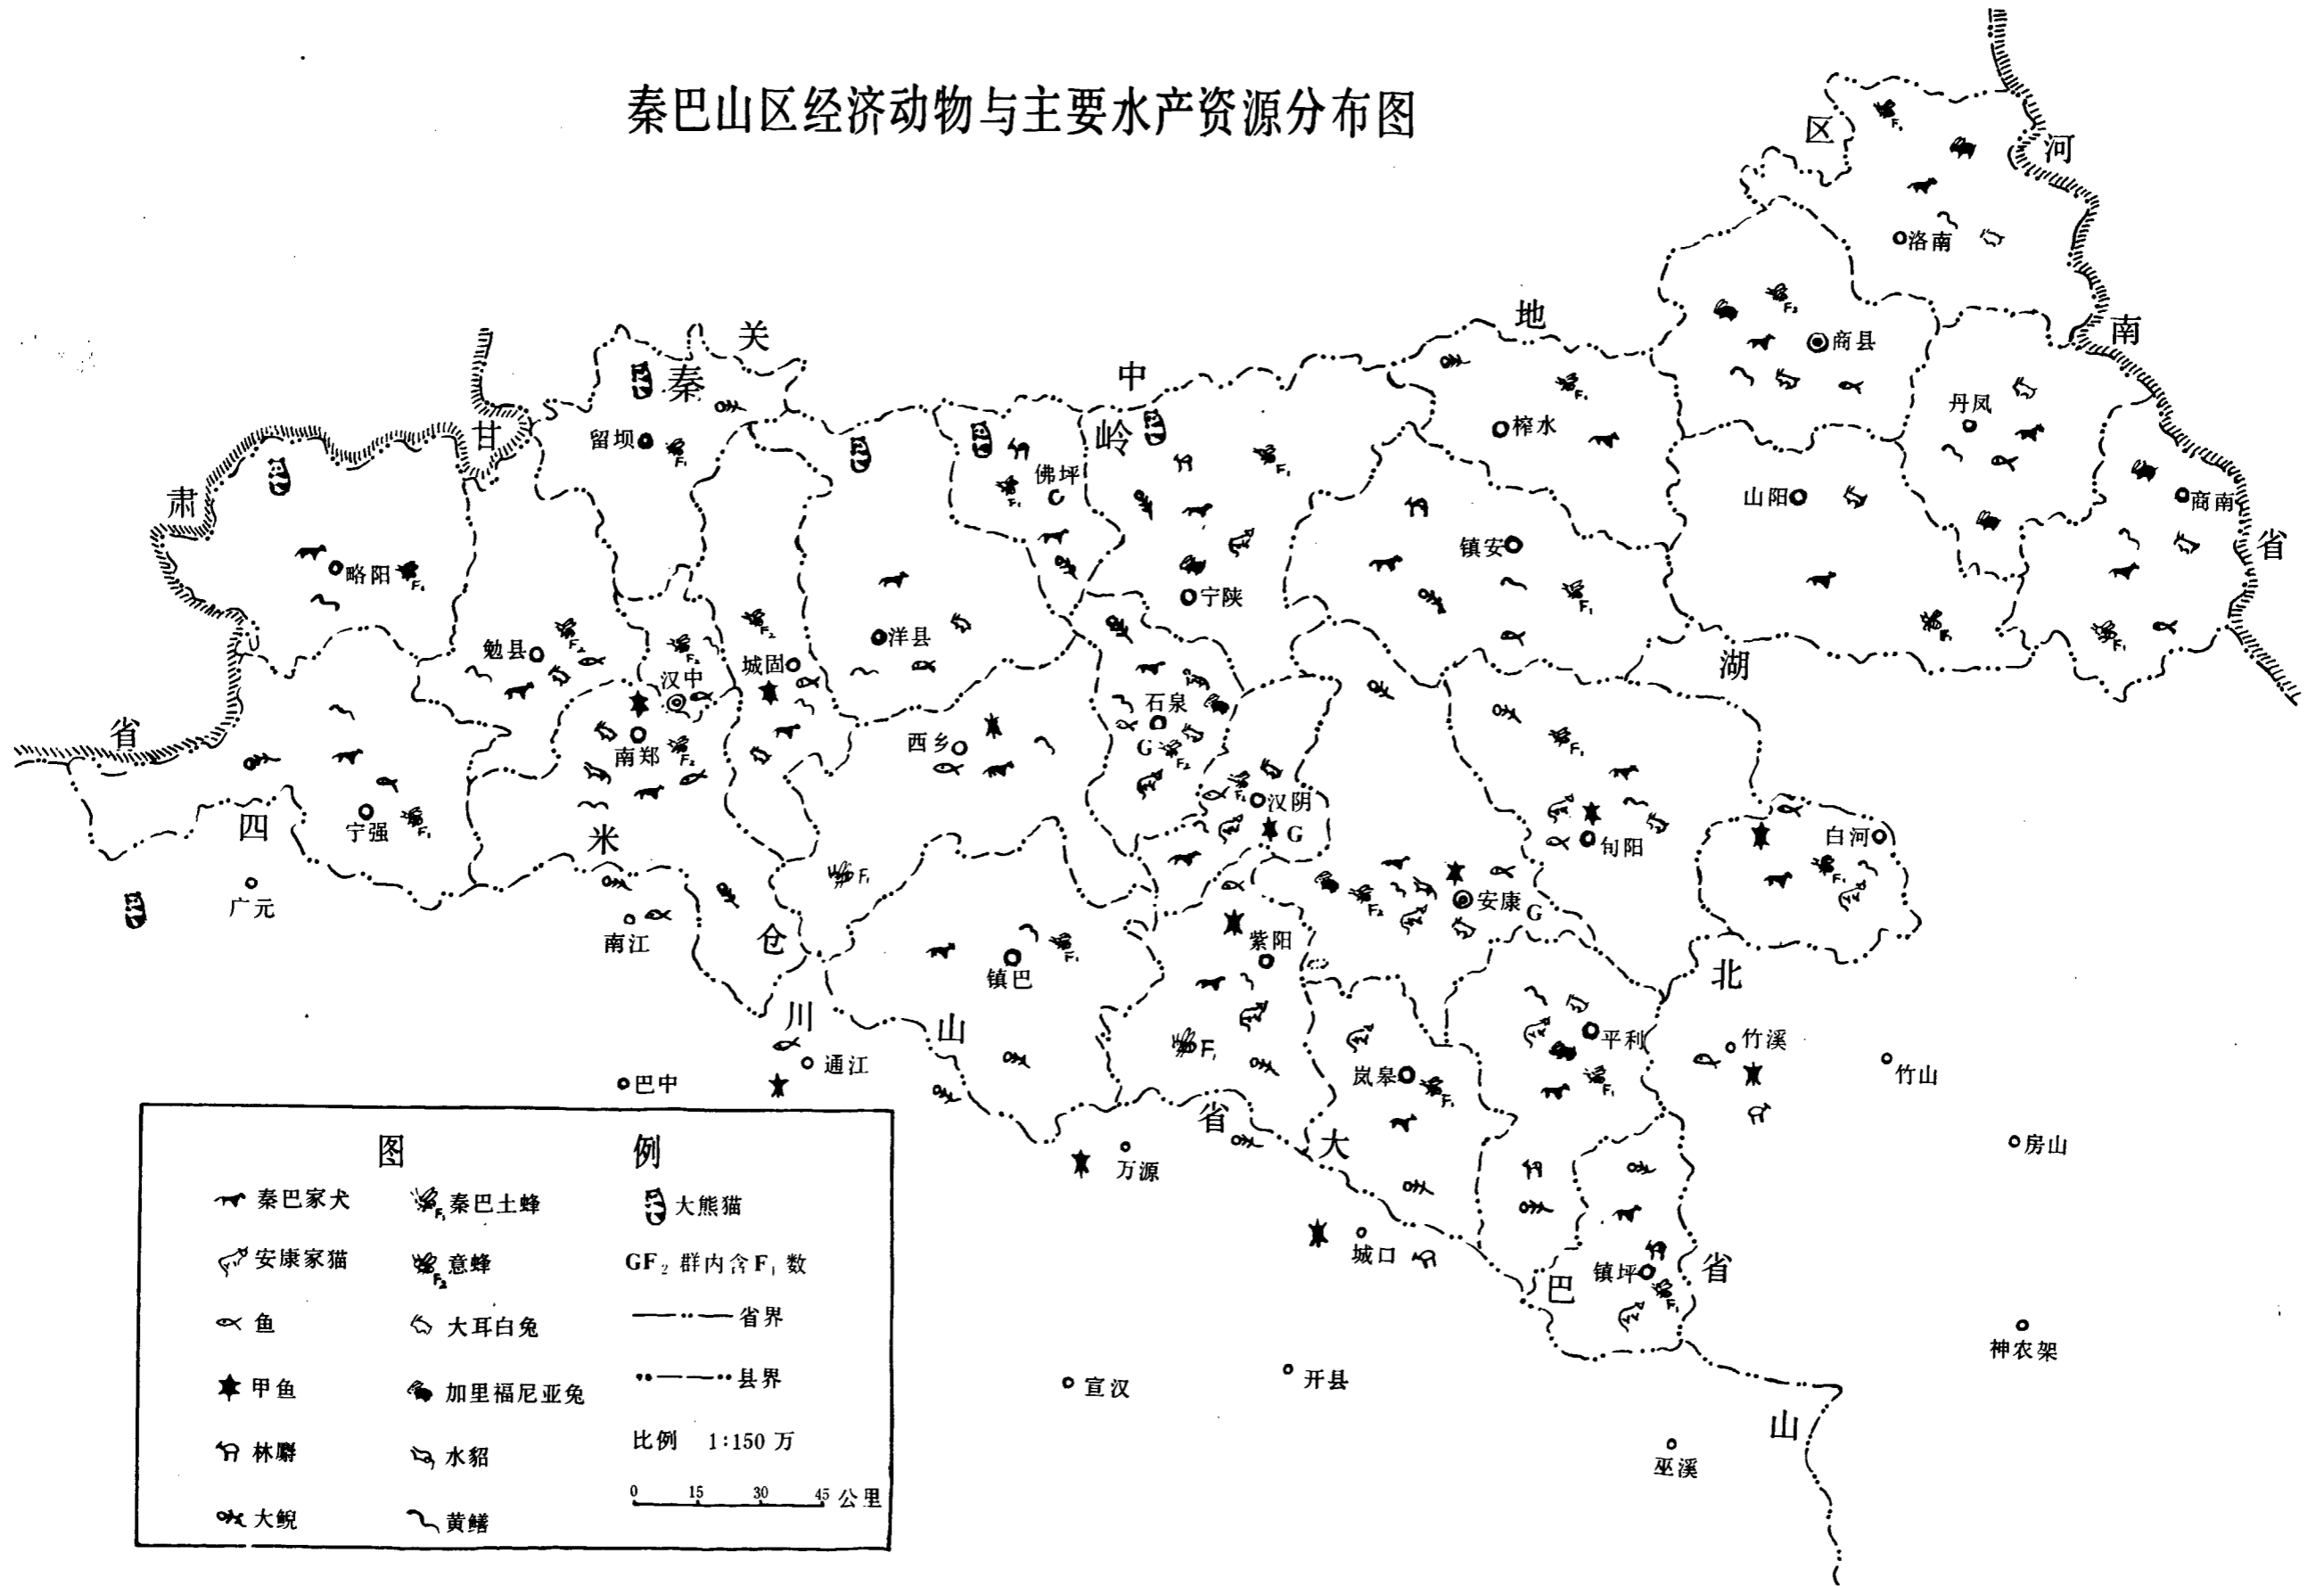 秦巴山区经济动物与主要水产资源分布图
区
河
洛南
南
关
地
商县
中
秦
甘
丹凤
榨水
岭
留坝
佛坪
肃
F₁
山阳
商南
省
镇安
略阳
宁陕
洋县
勉县
F₂
城固
汉中
湖
石泉
省
西乡
南郑
G
汉阴
四
宁强
米
G
旬阳
白河
广元
安康
G
南江
仓
紫阳
镇巴
北
川
山
竹溪
平利
通江
巴中
岚皋
竹山
省
大
万源
房山
城口
镇坪
巴
省
神农架
宣汉
开县
山
巫溪
图 例
秦巴家犬
F₁ 秦巴土蜂
大熊猫
安康家猫
F₂ 意蜂
GF₂ 群内含F₁数
鱼
大耳白兔
省界
甲鱼
加里福尼亚兔
县界
林麝
水貂
比例 1:150万
大鲵
黄鳝
0 15 30 45 公里